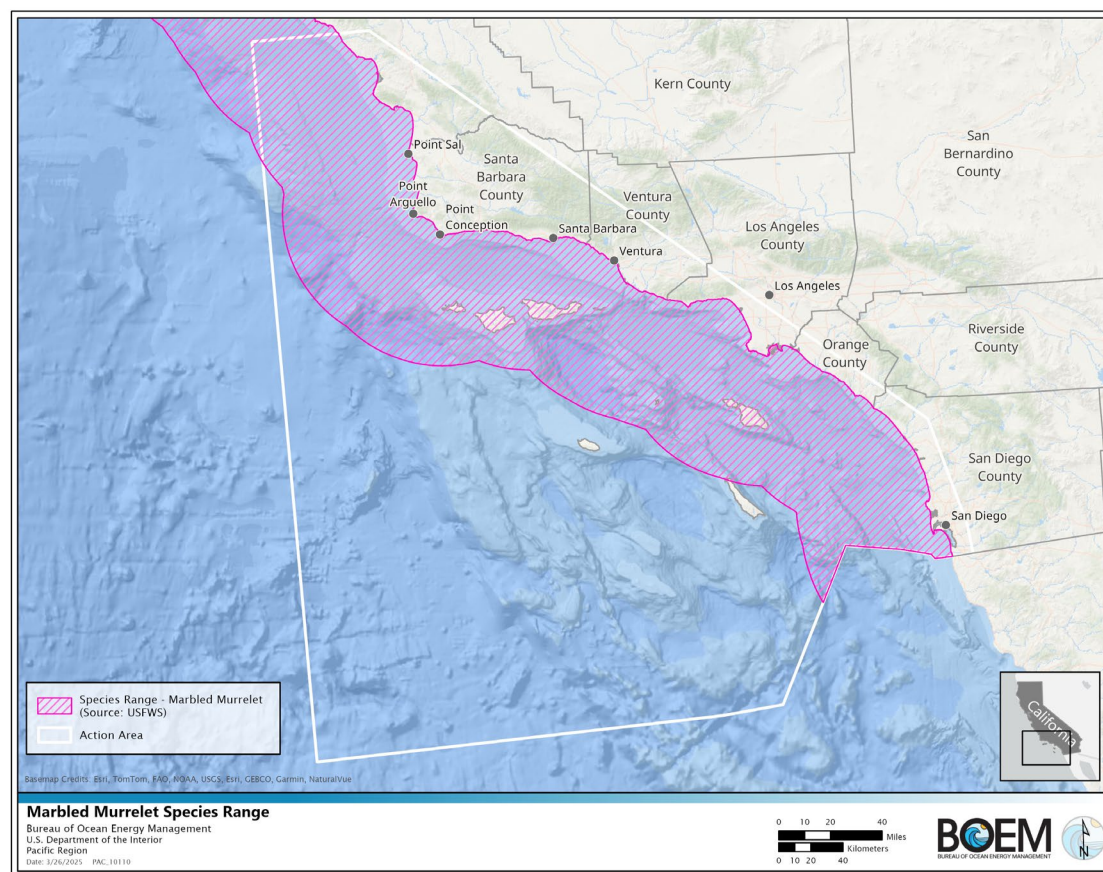 Kern County
San
Bernardino
County
Point Sal
Santa
Barbara
County
Point
Arguello
Point
Conception
Ventura
County
Los Angeles
County
Santa Barbara
Ventura
Los Angeles
Orange
County
Riverside
County
San Diego
County
San Diego
Species Range - Marbled Murrelet
(Source: USFWS)
Action Area
California
Basemap Credits: Esri, TomTom, FAO, NOAA, USGS, Esri, GEBCO, Garmin, NaturalVue
Marbled Murrelet Species Range
Bureau of Ocean Energy Management
U.S. Department of the Interior
Pacific Region
Date: 3/26/2025 PAC_10110
0 10 20 40
Miles
Kilometers
0 10 20 40
BOEM
BUREAU OF OCEAN ENERGY MANAGEMENT
N